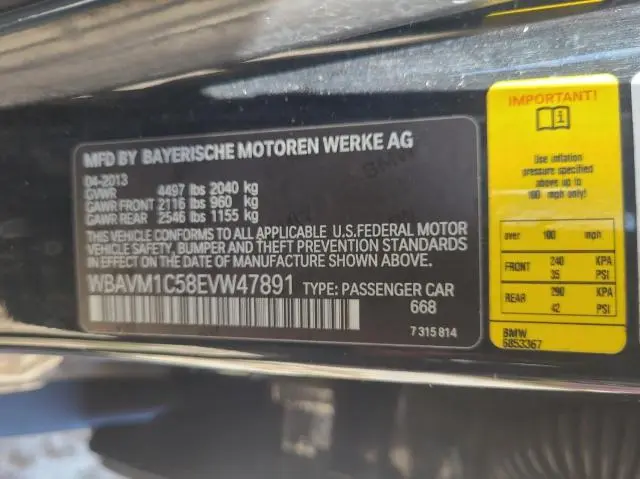 MFD BY BAYERISCHE MOTOREN WERKE AG
04-2013
GVWR 4497 lbs 2040 kg
GAWR FRONT 2116 lbs 960 kg
GAWR REAR 2546 lbs 1155 kg
THIS VEHICLE CONFORMS TO ALL APPLICABLE U.S.FEDERAL MOTOR
VEHICLE SAFETY, BUMPER AND THEFT PREVENTION STANDARDS
IN EFFECT ON THE DATE OF MANUFACTURE SHOWN ABOVE.
WBAVM1C58EVW47891 TYPE: PASSENGER CAR
668
7 315 814
IMPORTANT!
Use inflation
pressure specified
above when
100 mph only!
over 100 mph
FRONT 240 KPA
35 PSI
REAR 290 KPA
42 PSI
BMW
6853367